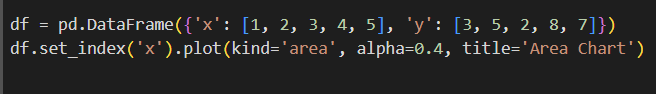 df = pd.DataFrame({'x': [1, 2, 3, 4, 5], 'y': [3, 5, 2, 8, 7]})
df.set_index('x').plot(kind='area', alpha=0.4, title='Area Chart')